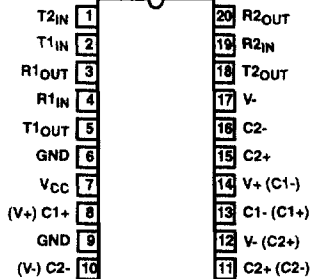 T2IN 1 20 R2OUT
T1IN 2 19 R2IN
R1OUT 3 18 T2OUT
R1IN 4 17 V-
T1OUT 5 16 C2-
GND 6 15 C2+
VCC 7 14 V+ (C1-)
(V+) C1+ 8 13 C1- (C1+)
GND 9 12 V- (C2+)
(V-) C2- 10 11 C2+ (C2-)